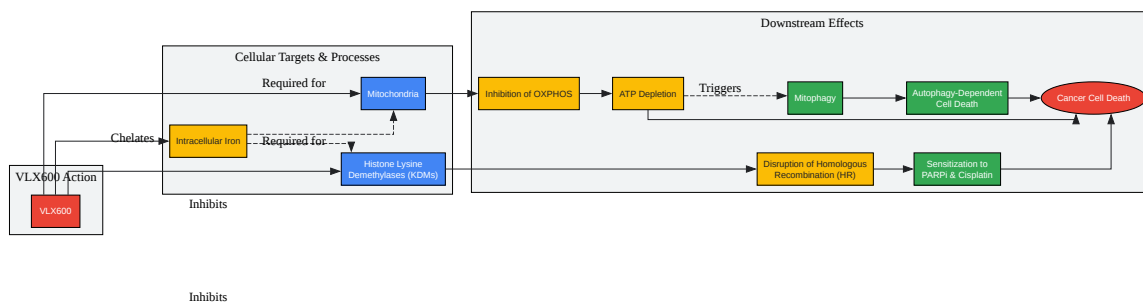 Downstream Effects
Cellular Targets & Processes
Required for
Mitochondria
Inhibition of OXPHOS
ATP Depletion
Triggers
Mitophagy
Autophagy-Dependent
Cell Death
Cancer Cell Death
Chelates
Intracellular Iron
Required for
Histone Lysine
Demethylases (KDMs)
Disruption of Homologous
Recombination (HR)
Sensitization to
PARPi & Cisplatin
VLX600 Action
VLX600
Inhibits
Inhibits